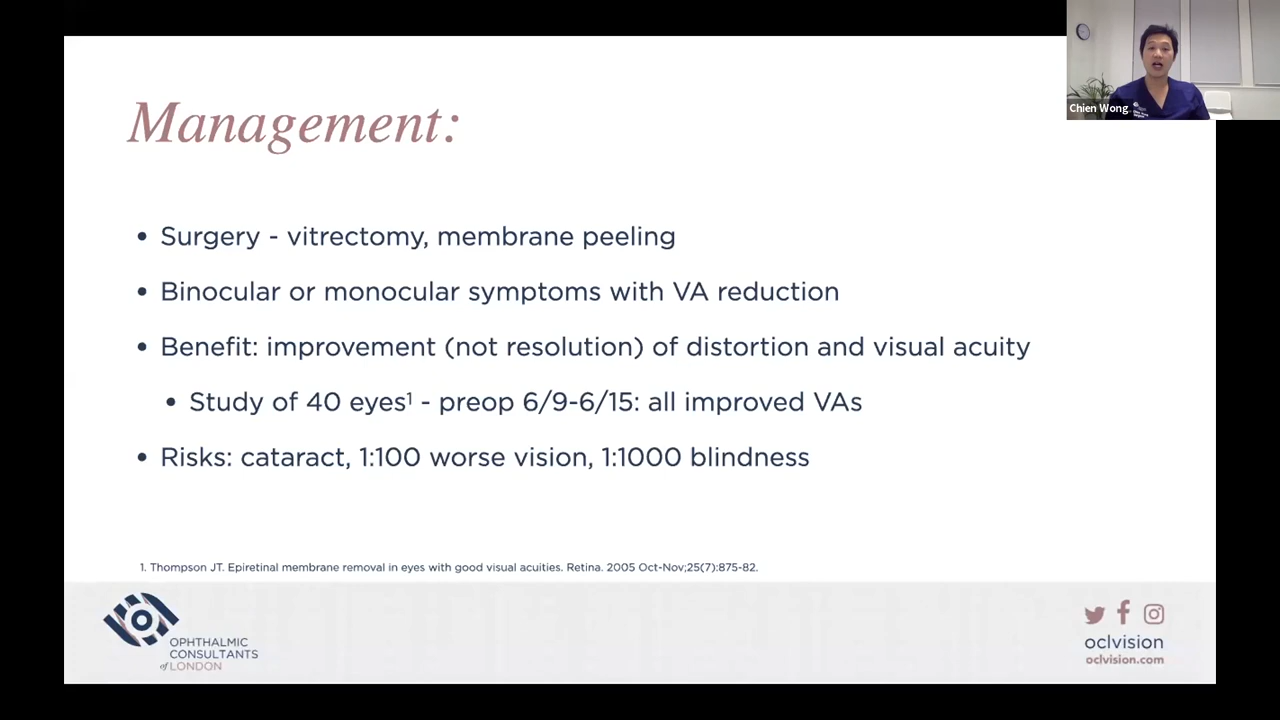 Chien Wong
Management:
• Surgery - vitrectomy, membrane peeling
• Binocular or monocular symptoms with VA reduction
• Benefit: improvement (not resolution) of distortion and visual acuity
• Study of 40 eyes¹ - preop 6/9-6/15: all improved VAs
• Risks: cataract, 1:100 worse vision, 1:1000 blindness
1. Thompson JT. Epiretinal membrane removal in eyes with good visual acuities. Retina. 2005 Oct-Nov;25(7):875-82.
OPHTHALMIC
CONSULTANTS
of LONDON
oclvision
oclvision.com